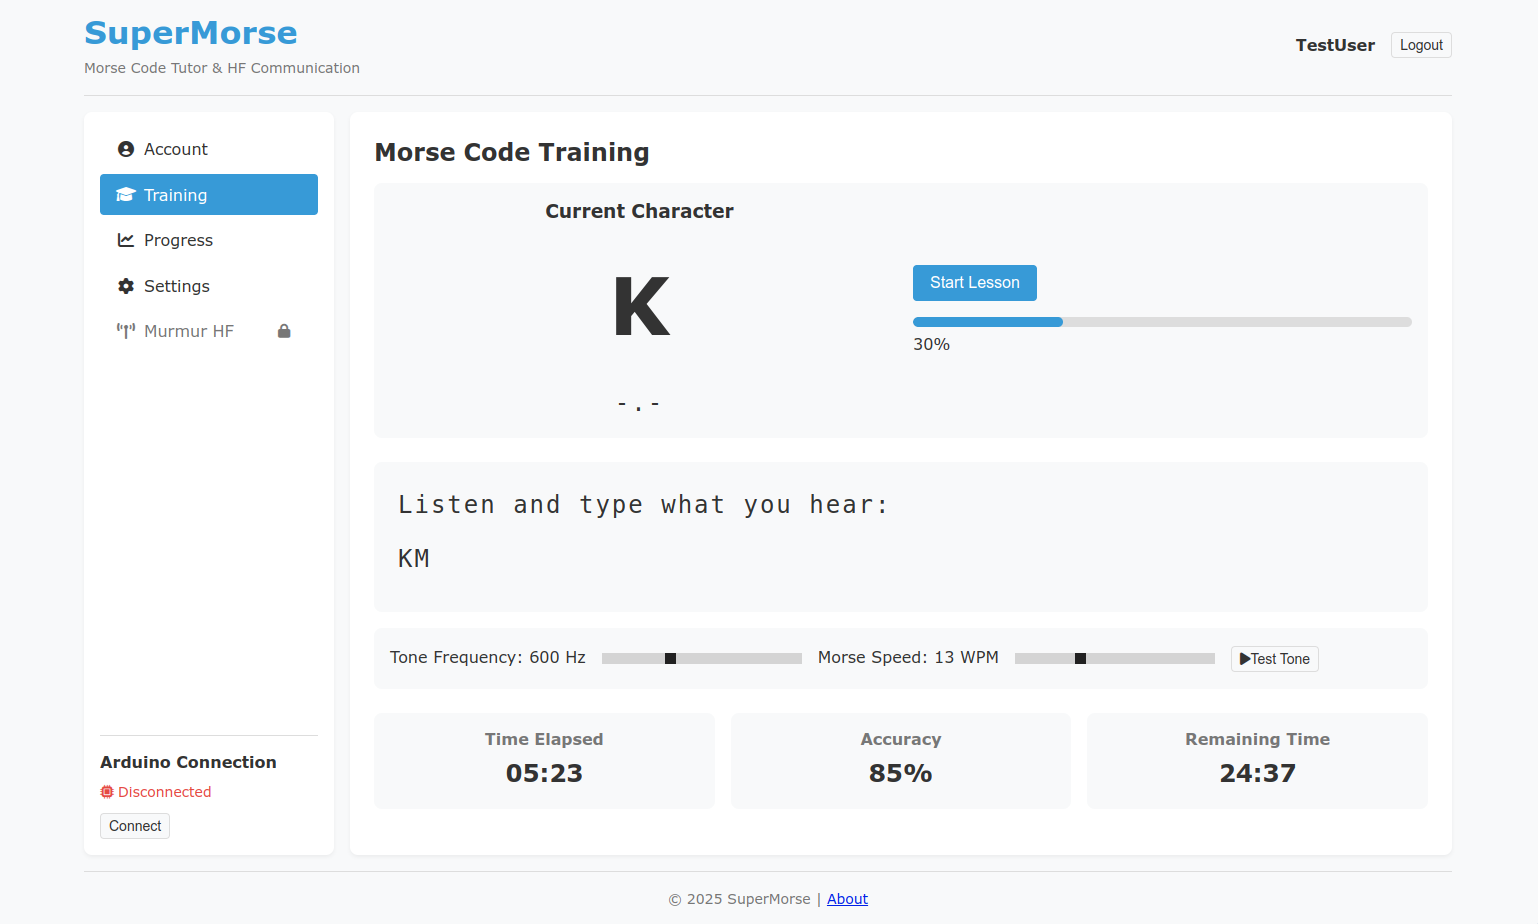 SuperMorse
Morse Code Tutor & HF Communication
TestUser
Logout
Account
Training
Progress
Settings
Murmur HF
Arduino Connection
Disconnected
Connect
Morse Code Training
Current Character
K
-.-
Start Lesson
30%
Listen and type what you hear:
KM
Tone Frequency: 600 Hz
Morse Speed: 13 WPM
Test Tone
Time Elapsed
05:23
Accuracy
85%
Remaining Time
24:37
© 2025 SuperMorse | About